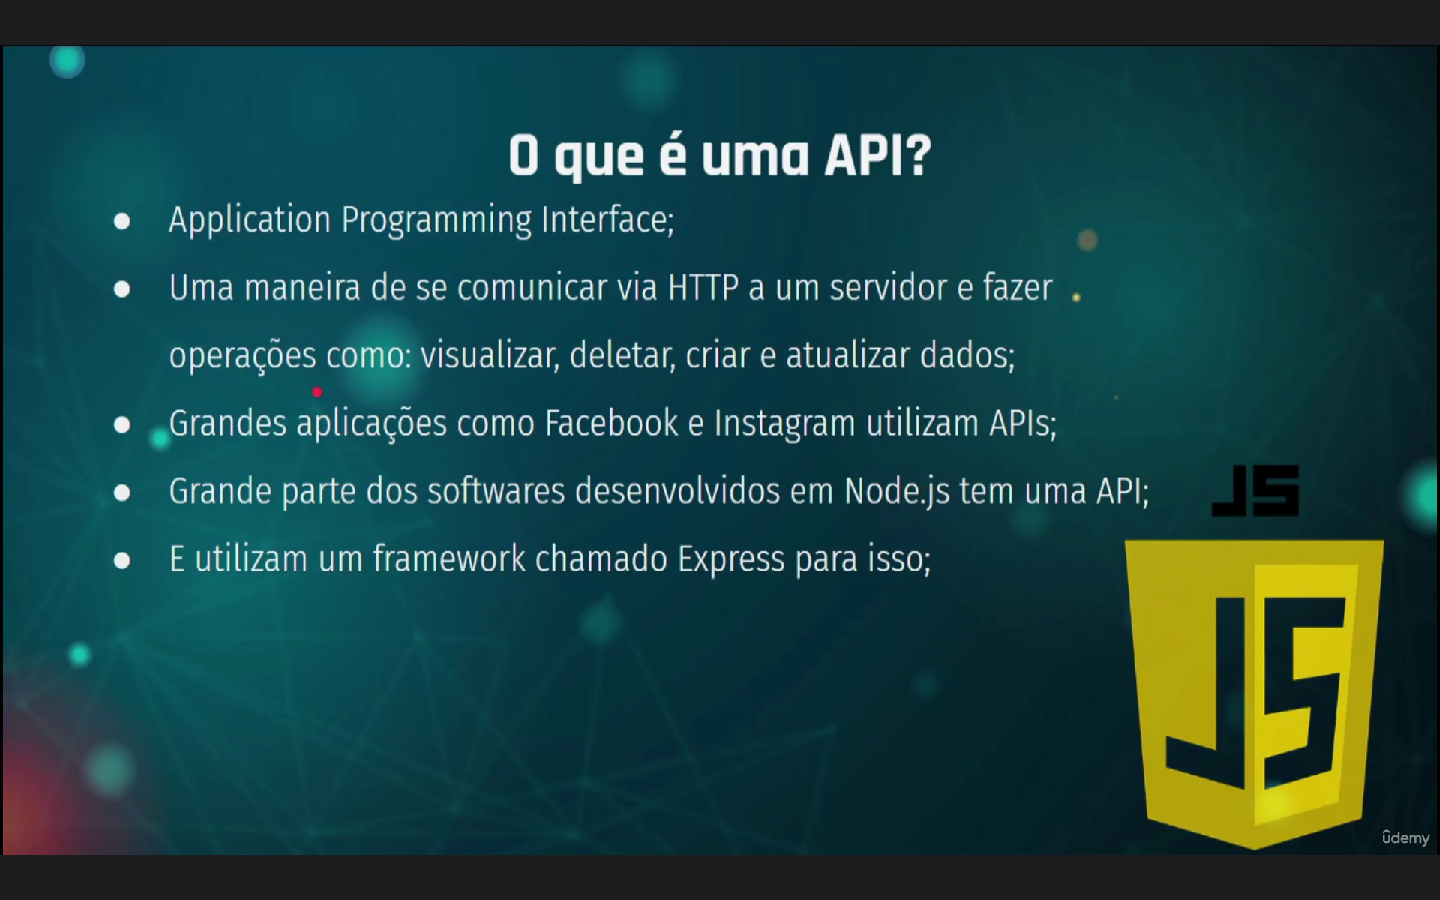 O que é uma API?
● Application Programming Interface;
● Uma maneira de se comunicar via HTTP a um servidor e fazer
operações como: visualizar, deletar, criar e atualizar dados;
● Grandes aplicações como Facebook e Instagram utilizam APIs;
● Grande parte dos softwares desenvolvidos em Node.js tem uma API;
● E utilizam um framework chamado Express para isso;
JS
JS
ûdemy